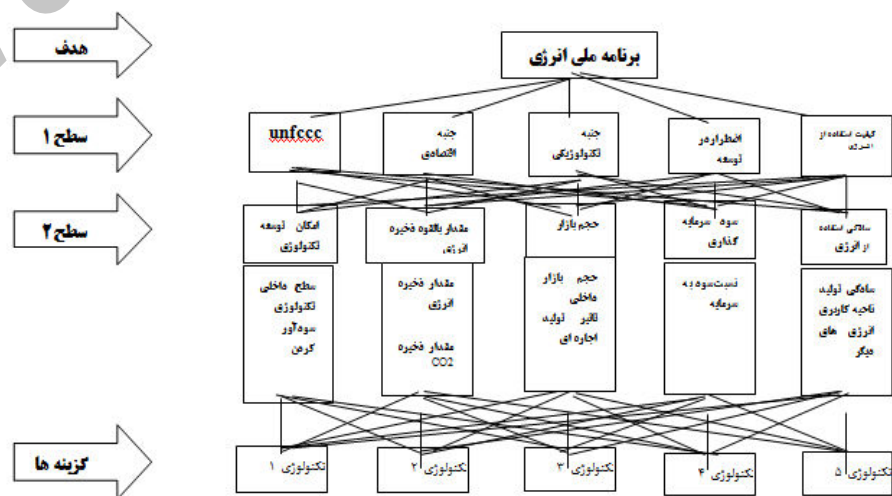 هدف
برنامه ملی انرژی
سطح ۱
unfccc
جنبه
اقتصادی
جنبه
تکنولوژیکی
اضطرار در
توسعه
کیفیت استفاده از
انرژی
سطح ۲
امکان توسعه
تکنولوژی
مقدار بالقوه ذخیره
انرژی
حجم بازار
سود سرمایه
گذاری
سادگی استفاده
از انرژی
سطح داخلی
تکنولوژی
سودآور
کردن
مقدار ذخیره
انرژی
مقدار ذخیره
CO2
حجم بازار
داخلی
تاثیر تولید
اجاره ای
نسبت سود به
سرمایه
سادگی تولید
ناحیه کاربری
انرژی های
دیگر
گزینه ها
تکنولوژی ۱
تکنولوژی ۲
تکنولوژی ۳
تکنولوژی ۴
تکنولوژی ۵